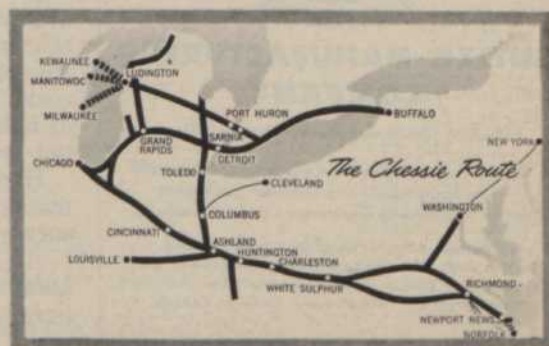 KEWAUNEE
MANITOWOC
LUDINGTON
MILWAUKEE
PORT HURON
BUFFALO
SARNIA
GRAND
RAPIDS
DETROIT
NEW YORK
CHICAGO
The Chessie Route
TOLEDO
CLEVELAND
WASHINGTON
COLUMBUS
CINCINNATI
ASHLAND
LOUISVILLE
HUNTINGTON
CHARLESTON
WHITE SULPHUR
RICHMOND
NEWPORT NEWS
NORFOLK